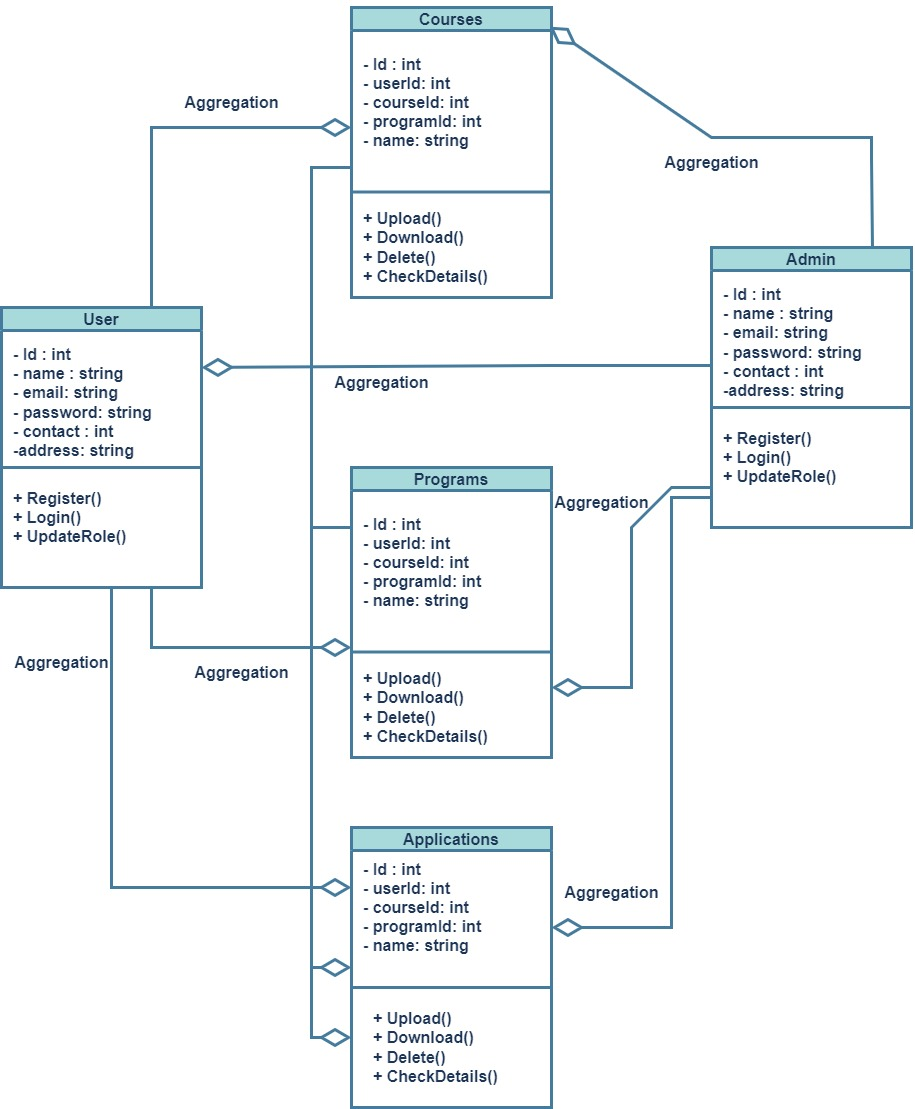 Courses
- Id : int
- userId: int
- courseId: int
- programId: int
- name: string
+ Upload()
+ Download()
+ Delete()
+ CheckDetails()
Aggregation
Aggregation
Admin
- Id : int
- name : string
- email: string
- password: string
- contact : int
-address: string
+ Register()
+ Login()
+ UpdateRole()
User
- Id : int
- name : string
- email: string
- password: string
- contact : int
-address: string
+ Register()
+ Login()
+ UpdateRole()
Aggregation
Programs
- Id : int
- userId: int
- courseId: int
- programId: int
- name: string
+ Upload()
+ Download()
+ Delete()
+ CheckDetails()
Aggregation
Aggregation
Aggregation
Applications
- Id : int
- userId: int
- courseId: int
- programId: int
- name: string
+ Upload()
+ Download()
+ Delete()
+ CheckDetails()
Aggregation